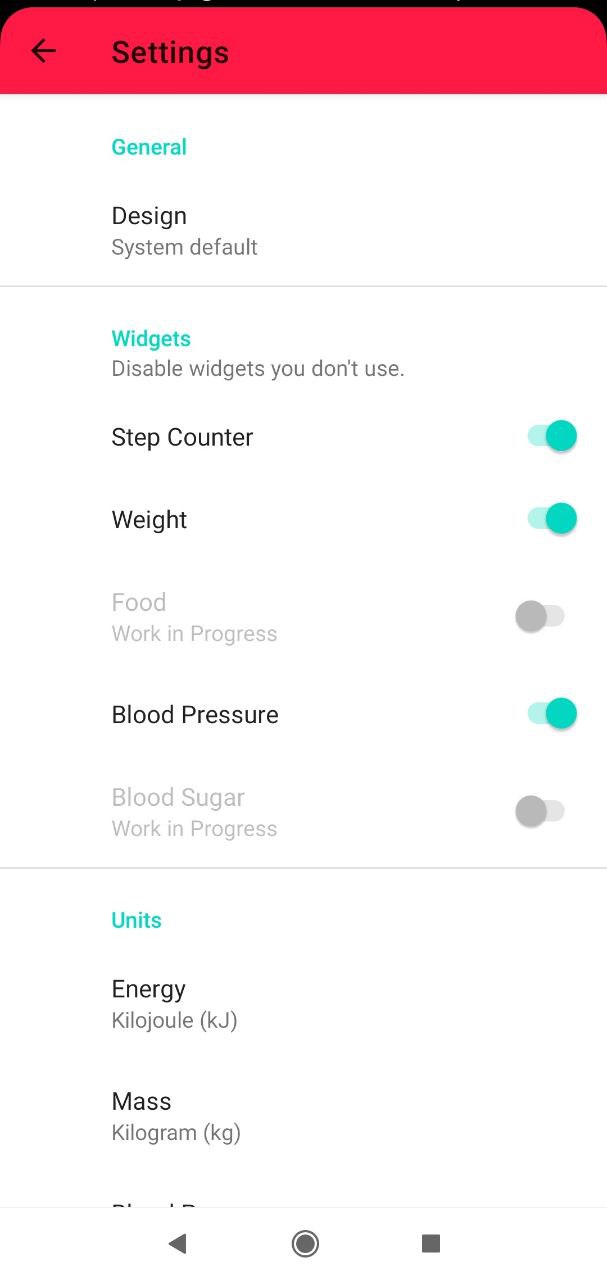 Settings
General
Design
System default
Widgets
Disable widgets you don't use.
Step Counter
Weight
Food
Work in Progress
Blood Pressure
Blood Sugar
Work in Progress
Units
Energy
Kilojoule (kJ)
Mass
Kilogram (kg)